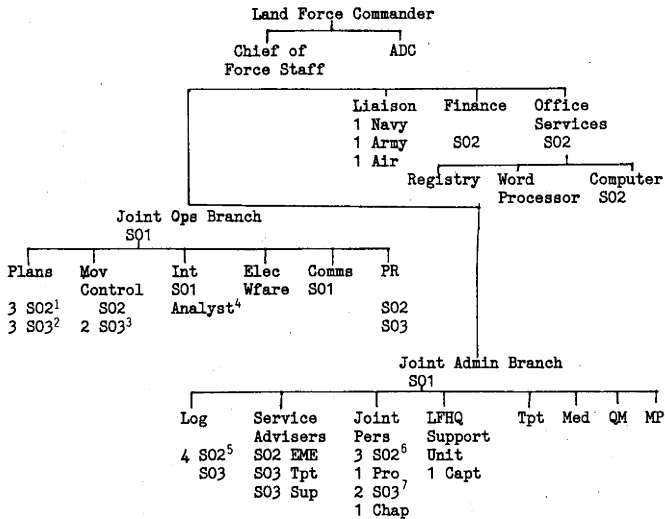 Land Force Commander
Chief of
Force Staff
ADC
Liaison
1 Navy
1 Army
1 Air
Finance
SO2
Office
Services
SO2
Registry
Word
Processor
Computer
SO2
Joint Ops Branch
SO1
Plans
3 SO2¹
3 SO3²
Mov
Control
SO2
2 SO3³
Int
SO1
Analyst⁴
Elec
Wfare
Comms
SO1
PR
SO2
SO3
Joint Admin Branch
SO1
Log
4 SO2⁵
SO3
Service
Advisers
SO2 EME
SO3 Tpt
SO3 Sup
Joint
Pers
3 SO2⁶
1 Pro
2 SO3⁷
1 Chap
LFHQ
Support
Unit
1 Capt
Tpt
Med
QM
MP